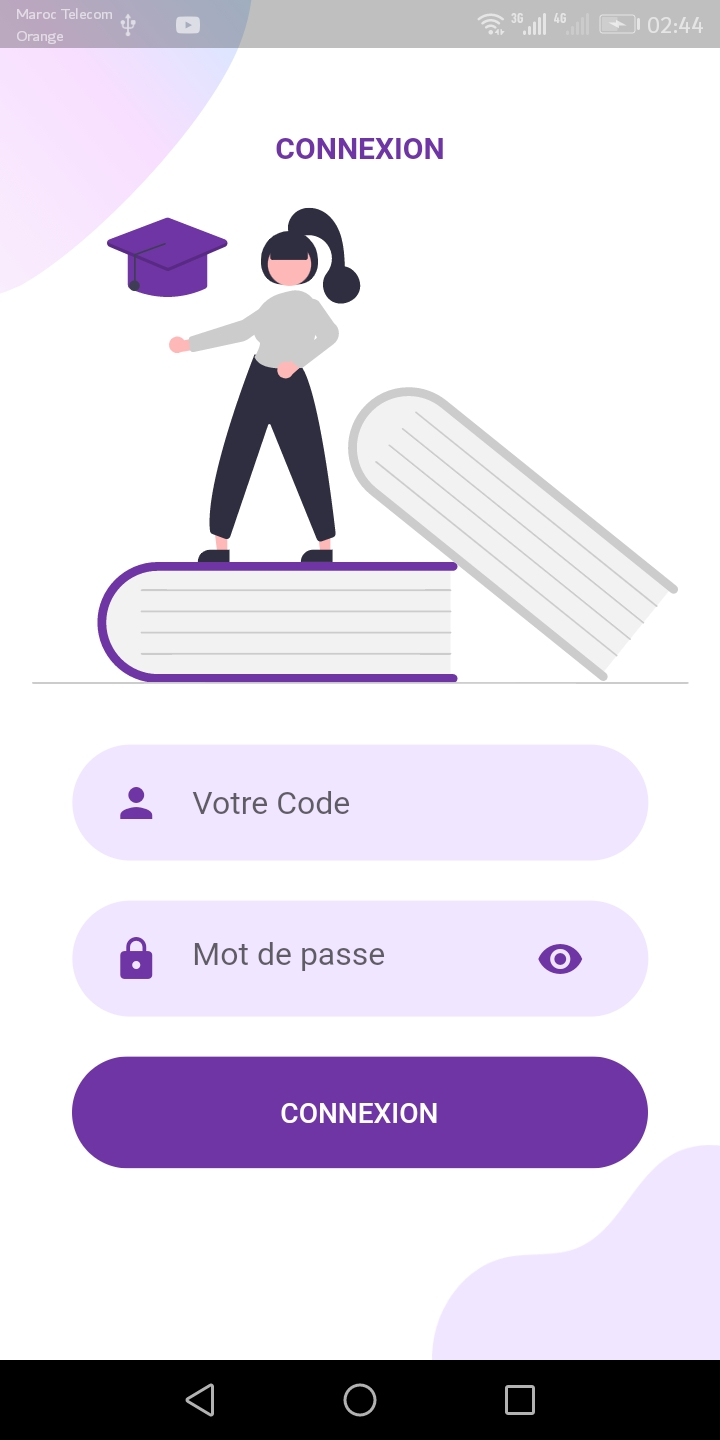 Maroc Telecom
Orange
3G 4G 02:44
CONNEXION
Votre Code
Mot de passe
CONNEXION